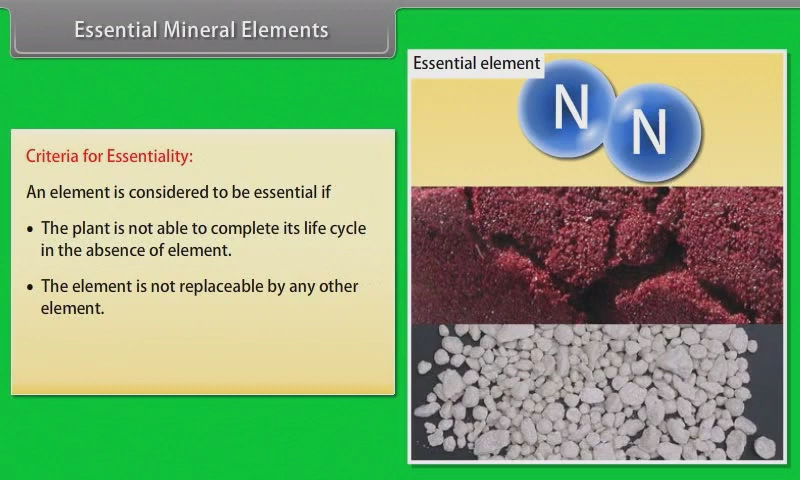 Essential Mineral Elements
Essential element
N N
Criteria for Essentiality:
An element is considered to be essential if
• The plant is not able to complete its life cycle
in the absence of element.
• The element is not replaceable by any other
element.